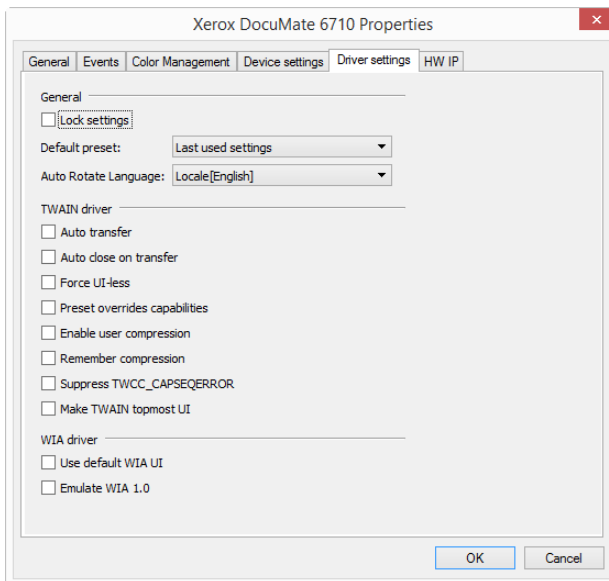 Xerox DocuMate 6710 Properties
General Events Color Management Device settings Driver settings HW IP
General
Lock settings
Default preset: Last used settings
Auto Rotate Language: Locale[English]
TWAIN driver
Auto transfer
Auto close on transfer
Force UI-less
Preset overrides capabilities
Enable user compression
Remember compression
Suppress TWCC_CAPSEQERROR
Make TWAIN topmost UI
WIA driver
Use default WIA UI
Emulate WIA 1.0
OK Cancel